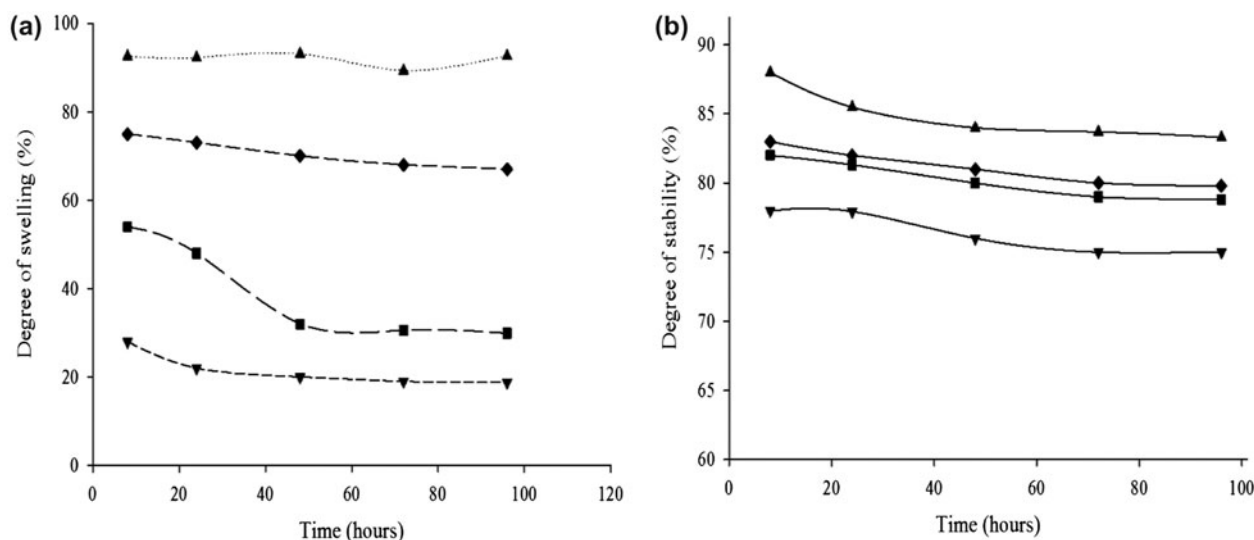 (a)
Degree of swelling (%)
100
80
60
40
20
0
0 20 40 60 80 100 120
Time (hours)
(b)
Degree of stability (%)
90
85
80
75
70
65
60
0 20 40 60 80 100
Time (hours)